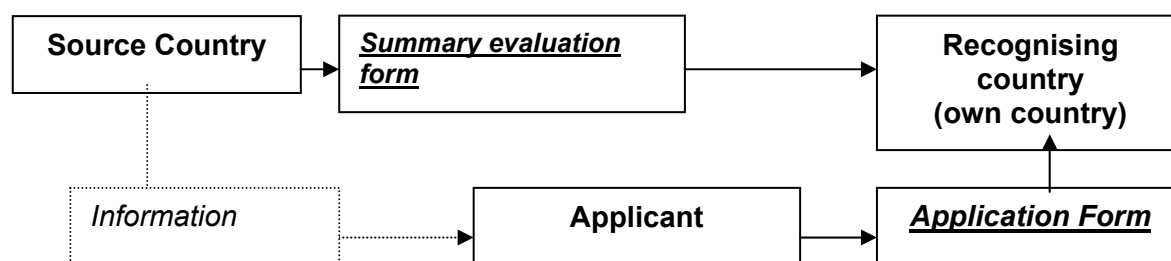 Source Country
Summary evaluation
form
Recognising
country
(own country)
Information
Applicant
Application Form